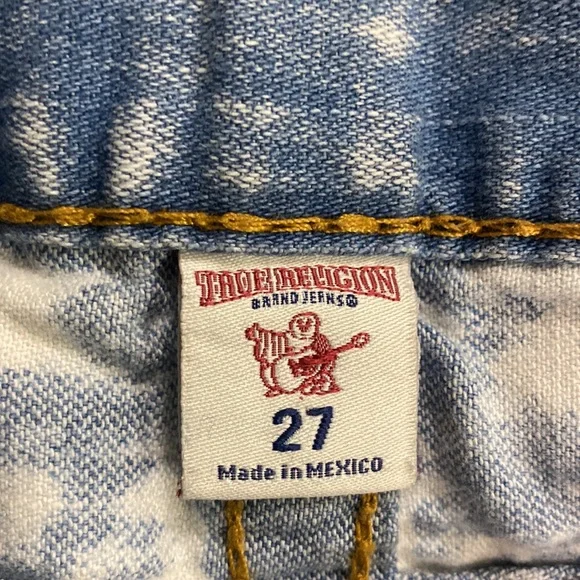 TRUE RELIGION
BRAND JEANS®
27
Made in MEXICO